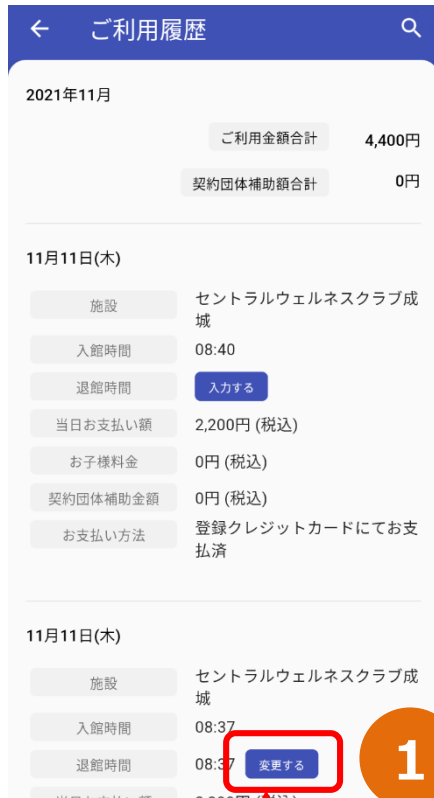 ご利用履歴
2021年11月
ご利用金額合計 4,400円
契約団体補助額合計 0円
11月11日(木)
施設 セントラルウェルネスクラブ成
城
入館時間 08:40
退館時間 入力する
当日お支払い額 2,200円 (税込)
お子様料金 0円 (税込)
契約団体補助金額 0円 (税込)
お支払い方法 登録クレジットカードにてお支
払済
11月11日(木)
施設 セントラルウェルネスクラブ成
城
入館時間 08:37
退館時間 08:37 変更する
1